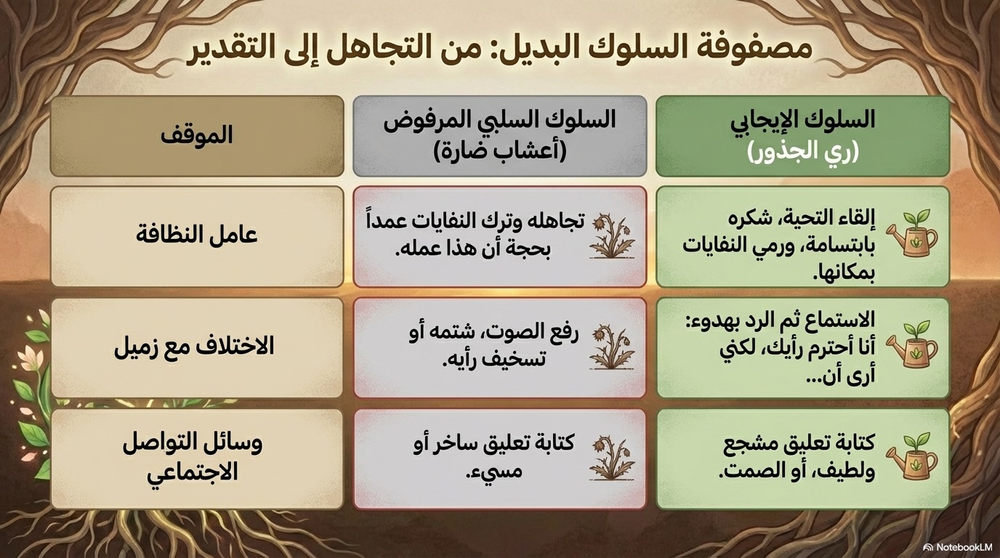 مصفوفة السلوك البديل: من التجاهل إلى التقدير
السلوك الإيجابي
(ري الجذور)
السلوك السلبي المرفوض
(أعشاب ضارة)
الموقف
إلقاء التحية، شكره
بابتسامة، ورمي النفايات
بمكانها.
تجاهله وترك النفايات عمداً
بحجة أن هذا عمله.
عامل النظافة
الاستماع ثم الرد بهدوء:
أنا أحترم رأيك، لكني
أرى أن...
رفع الصوت، شتمه أو
تسخيف رأيه.
الاختلاف مع زميل
كتابة تعليق مشجع
ولطيف، أو الصمت.
كتابة تعليق ساخر أو
مسيء.
وسائل التواصل
الاجتماعي
NotebookLM